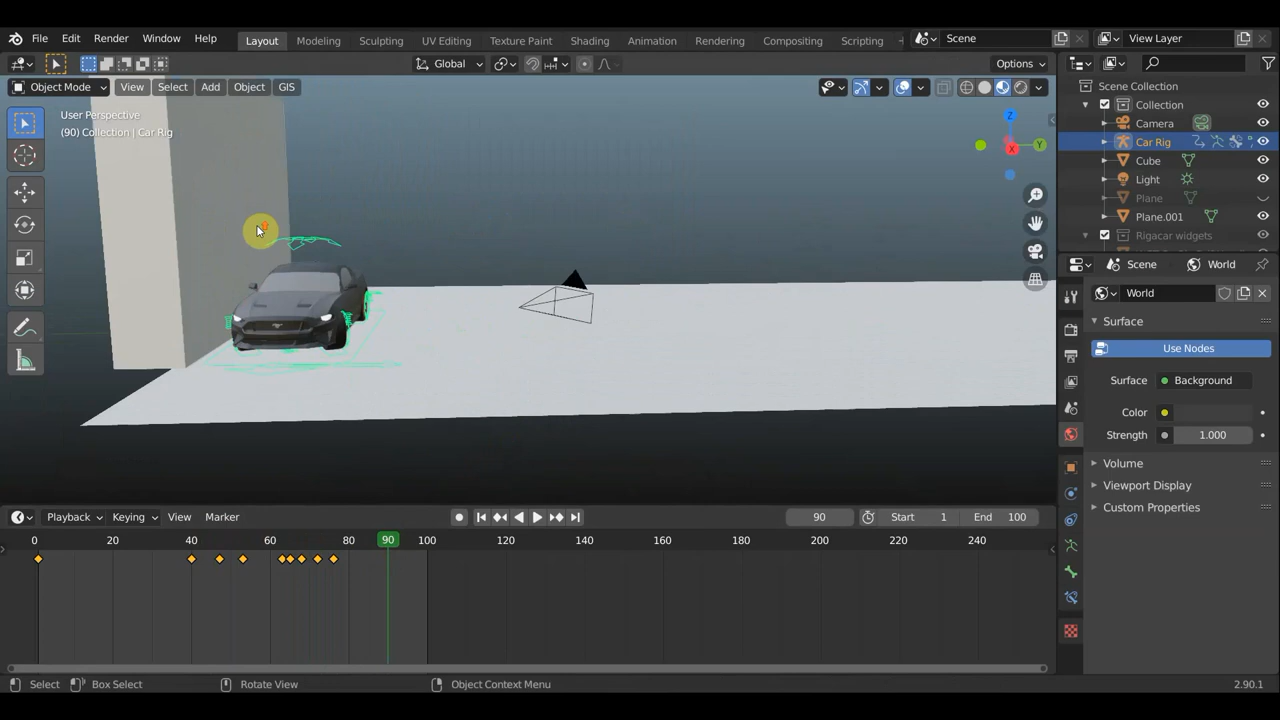 File Edit Render Window Help
Layout Modeling Sculpting UV Editing Texture Paint Shading Animation Rendering Compositing Scripting
Scene View Layer
Global Options
Object Mode View Select Add Object GIS
User Perspective
(90) Collection | Car Rig
Z
Y
X
Scene Collection
Collection
Camera
Car Rig
Cube
Light
Plane
Plane.001
Rigacar widgets
Scene World
World
Surface
Use Nodes
Surface Background
Color
Strength 1.000
Volume
Viewport Display
Custom Properties
Playback Keying View Marker 90 Start 1 End 100
0 20 40 60 80 90 100 120 140 160 180 200 220 240
Select Box Select Rotate View Object Context Menu 2.90.1